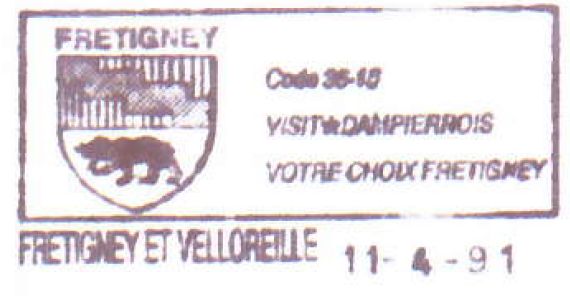 FRETIGNEY
Code 36-15
VISIT★DAMPIERROIS
VOTRE CHOIX FRETIGNEY
FRETIGNEY ET VELLOREILLE 11-4-91